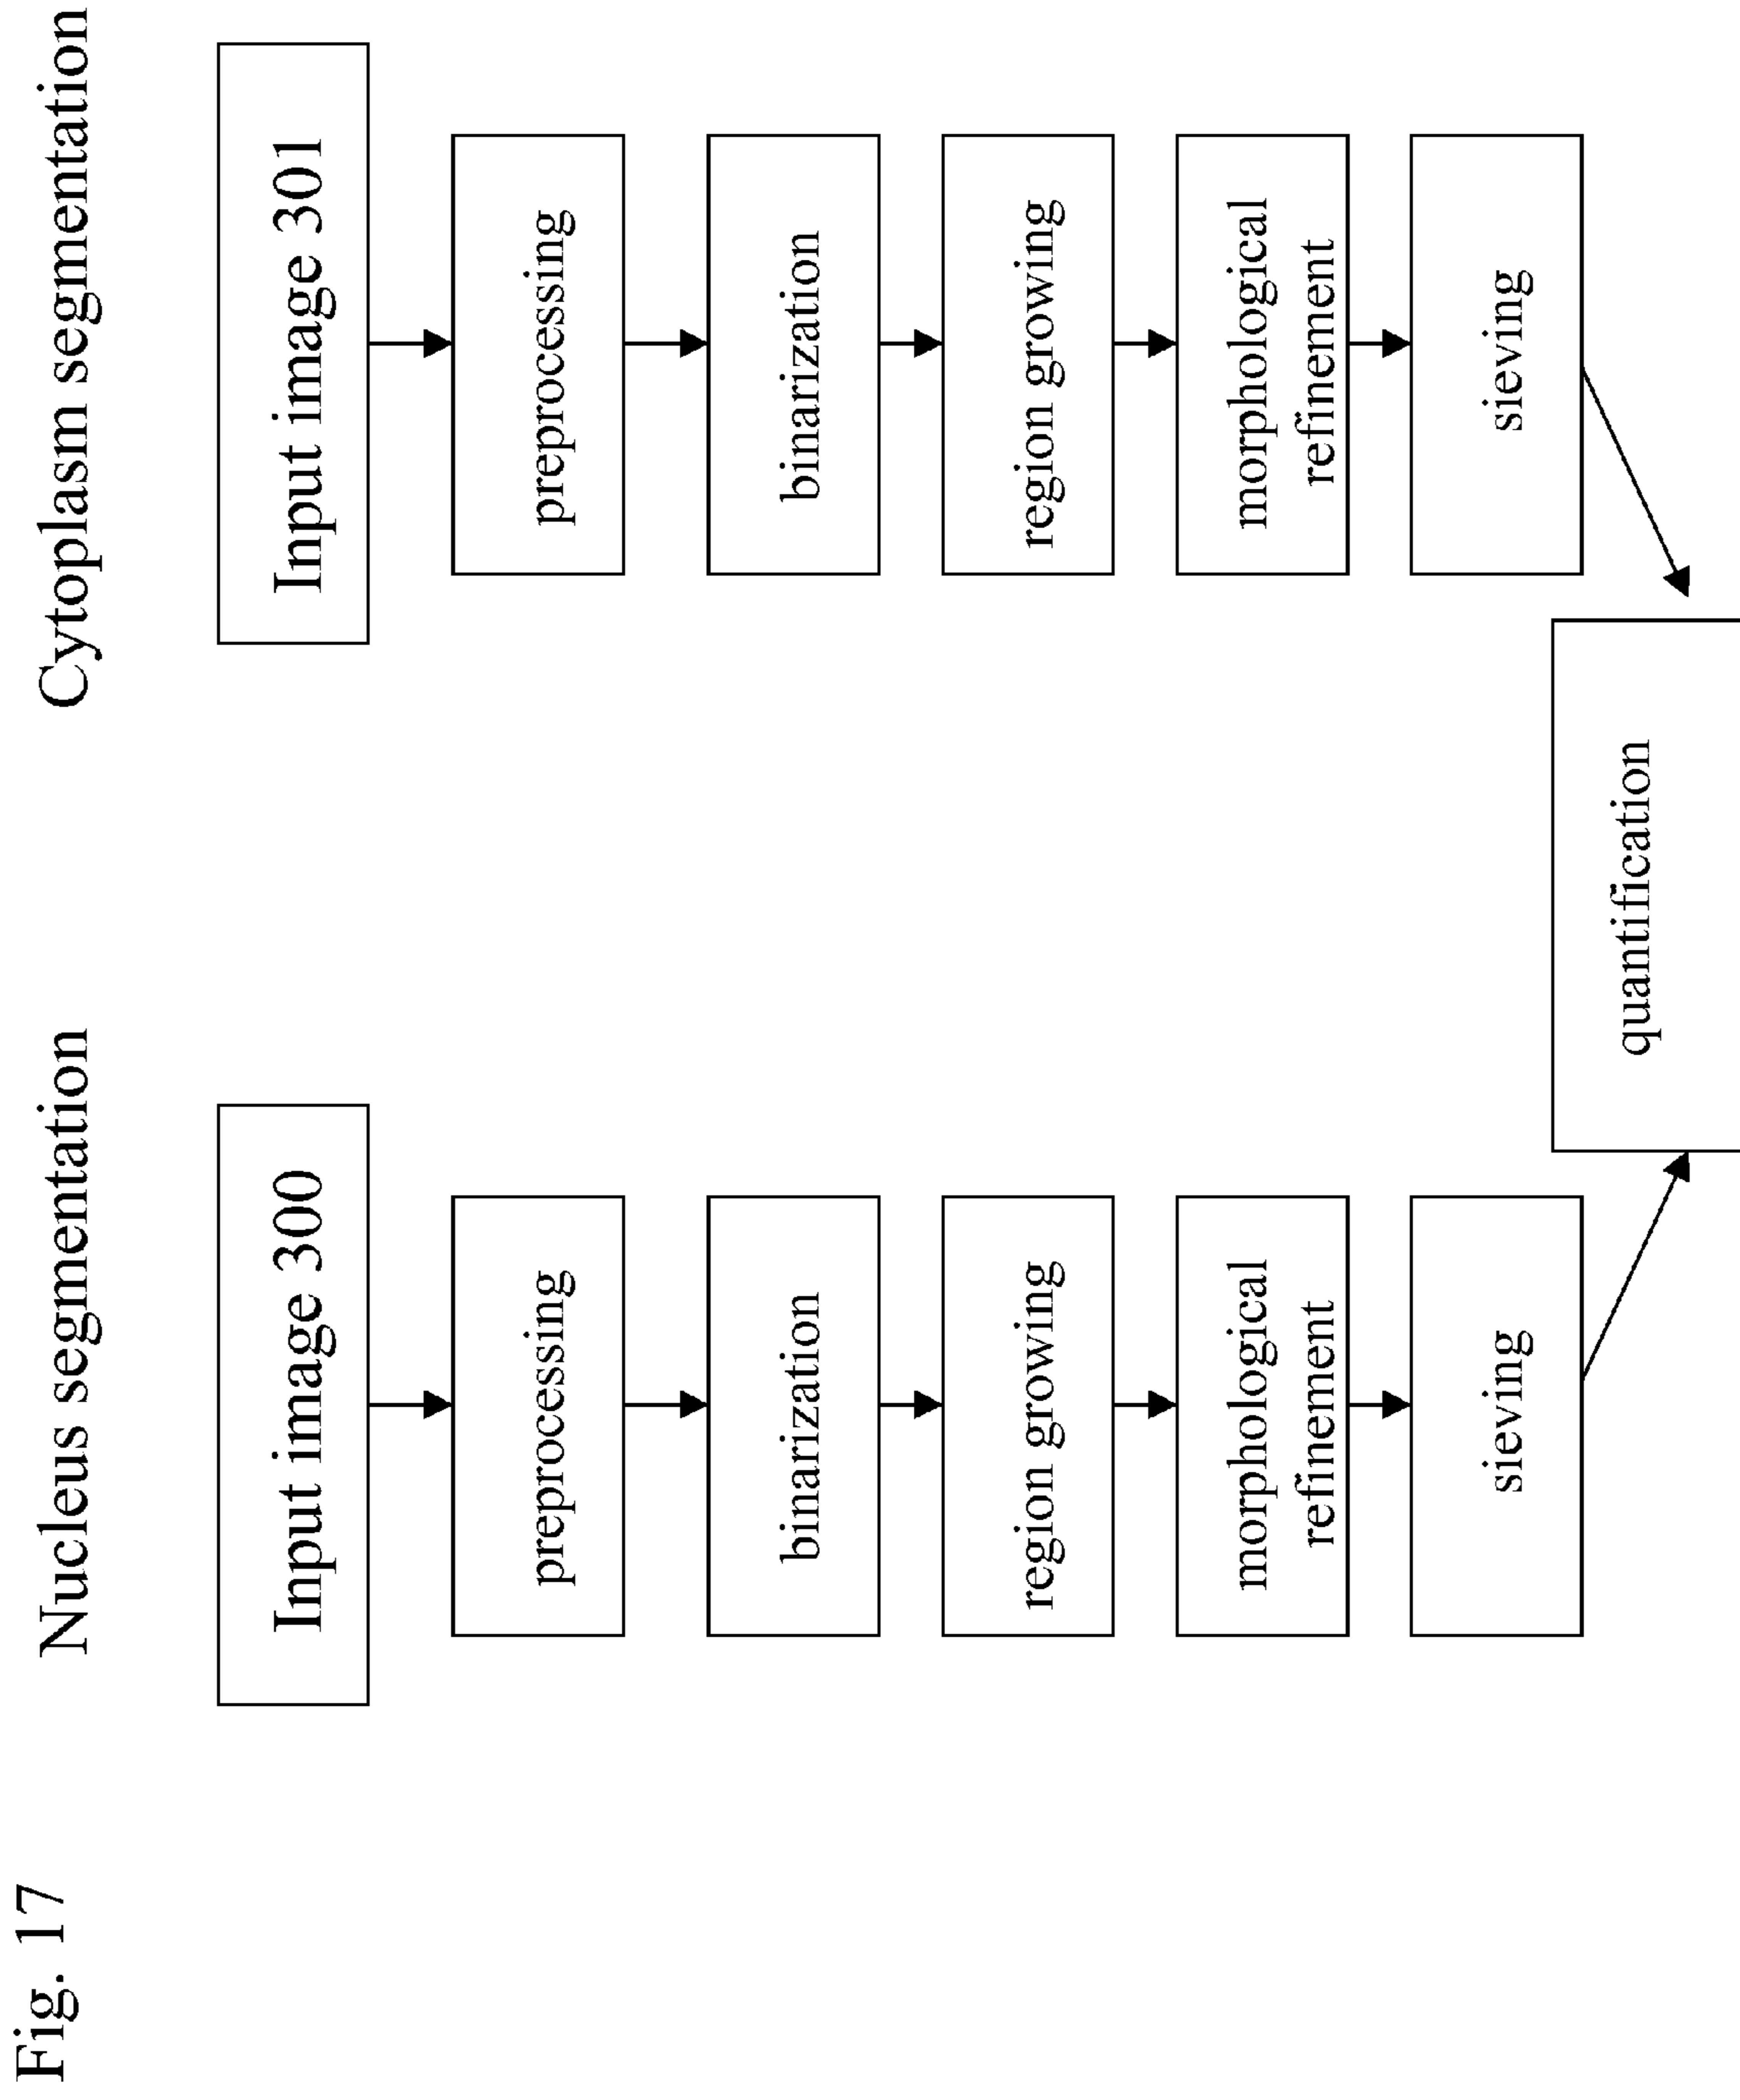 Fig. 17
Nucleus segmentation
Input image 300
preprocessing
binarization
region growing
morphological
refinement
sieving
Cytoplasm segmentation
Input image 301
preprocessing
binarization
region growing
morphological
refinement
sieving
quantification